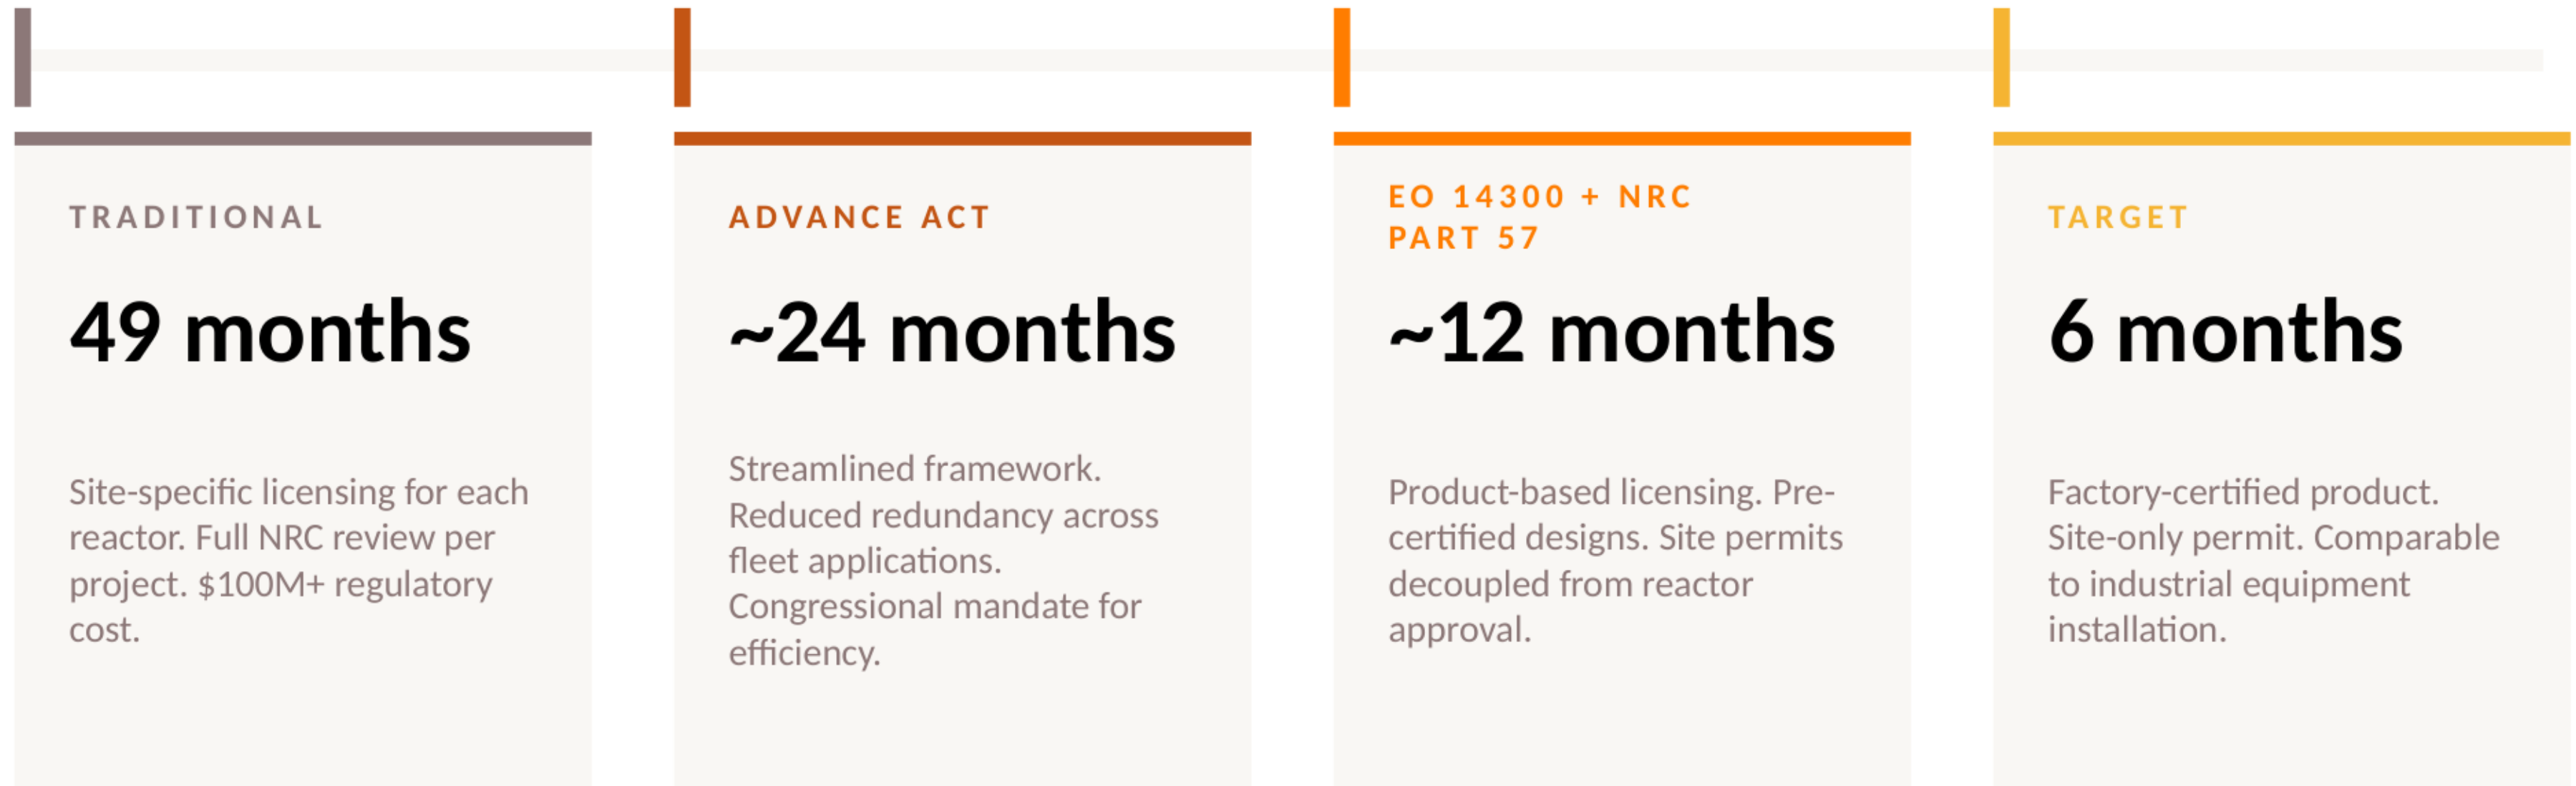 TRADITIONAL
49 months
Site-specific licensing for each
reactor. Full NRC review per
project. $100M+ regulatory
cost.
ADVANCE ACT
~24 months
Streamlined framework.
Reduced redundancy across
fleet applications.
Congressional mandate for
efficiency.
EO 14300 + NRC
PART 57
~12 months
Product-based licensing. Pre-
certified designs. Site permits
decoupled from reactor
approval.
TARGET
6 months
Factory-certified product.
Site-only permit. Comparable
to industrial equipment
installation.